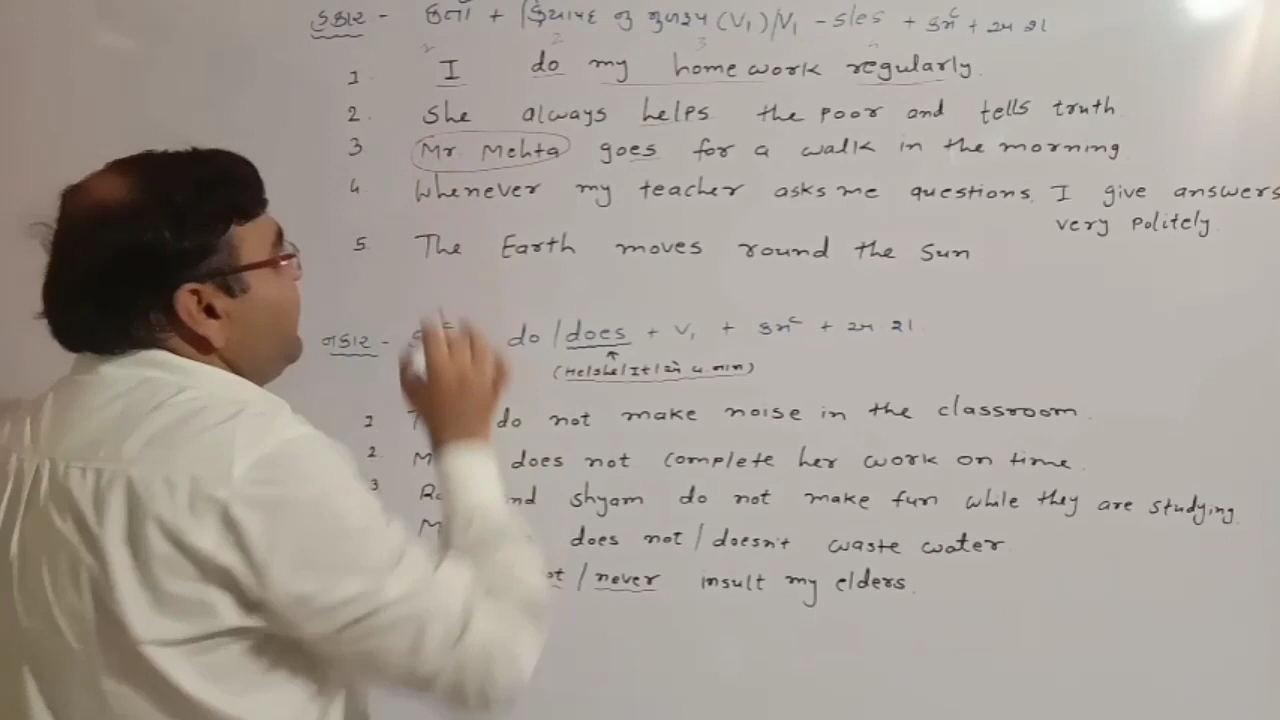 હકાર - કર્તા + ક્રિયાપદ નુ મુળરૂપ (V₁)/V₁ - s/es + કર્મ + અન્ય શબ્દો
1. I do my homework regularly.
2. She always helps the poor and tells truth
3 Mr. Mehta goes for a walk in the morning
4 Whenever my teacher asks me questions, I give answers
very politely.
5. The Earth moves round the sun
નકાર - do / does + V₁ + કર્મ +
(He/she/It/
1 do not make noise in the classroom.
2. does not complete her work on time.
3 and shyam do not make fun while they are studying.
does not / doesn't waste water
/ never insult my elders.